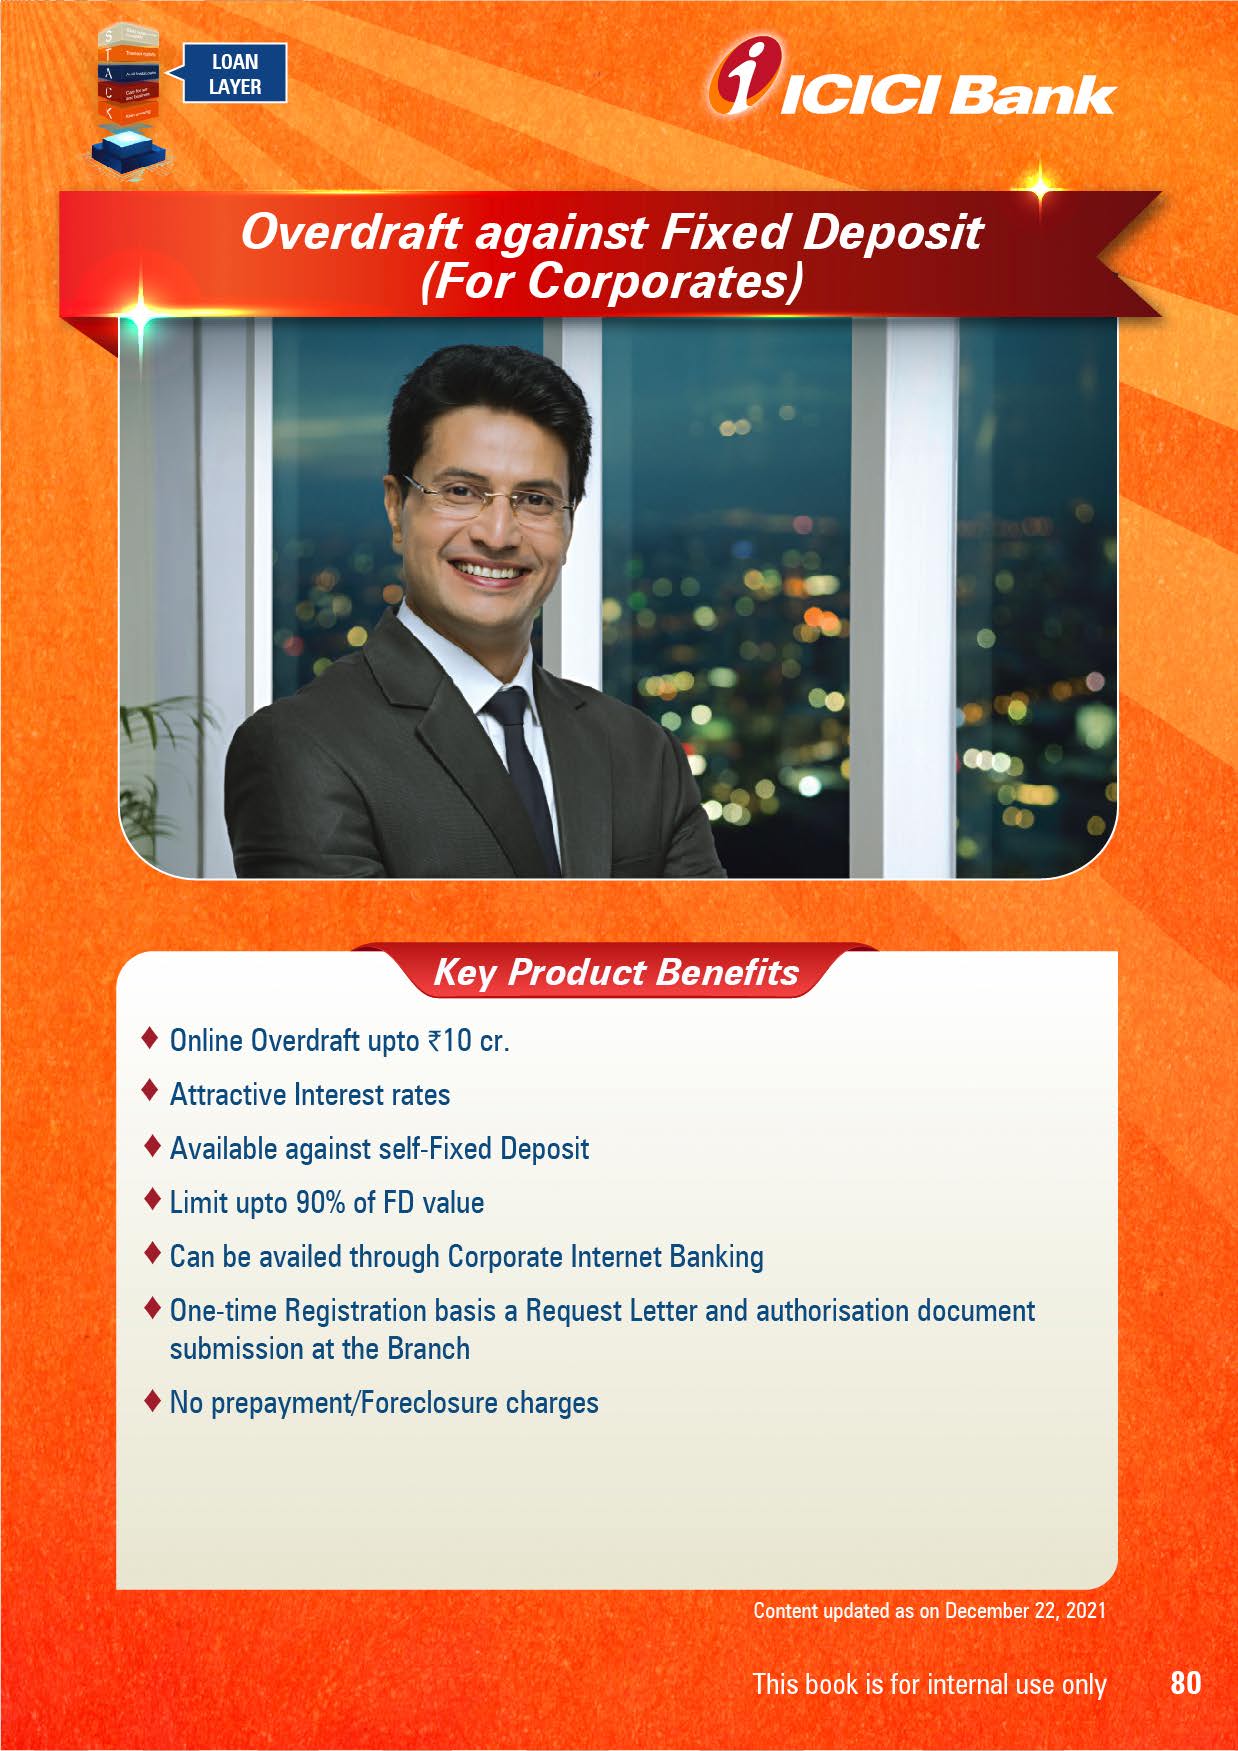 S
T
A
C
K
LOAN
LAYER
ICICI Bank
Overdraft against Fixed Deposit
(For Corporates)
Key Product Benefits
Online Overdraft upto ₹10 cr.
Attractive Interest rates
Available against self-Fixed Deposit
Limit upto 90% of FD value
Can be availed through Corporate Internet Banking
One-time Registration basis a Request Letter and authorisation document
submission at the Branch
No prepayment/Foreclosure charges
Content updated as on December 22, 2021
This book is for internal use only 80